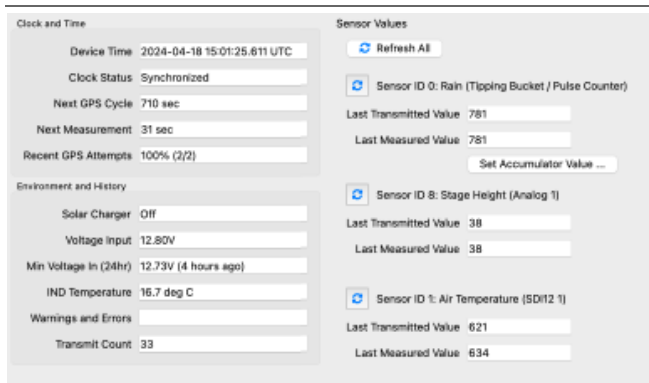 Clock and Time
Device Time 2024-04-18 15:01:25.611 UTC
Clock Status Synchronized
Next GPS Cycle 710 sec
Next Measurement 31 sec
Recent GPS Attempts 100% (2/2)
Environment and History
Solar Charger Off
Voltage Input 12.80V
Min Voltage In (24hr) 12.73V (4 hours ago)
IND Temperature 16.7 deg C
Warnings and Errors
Transmit Count 33
Sensor Values
Refresh All
Sensor ID 0: Rain (Tipping Bucket / Pulse Counter)
Last Transmitted Value 781
Last Measured Value 781
Set Accumulator Value ...
Sensor ID 8: Stage Height (Analog 1)
Last Transmitted Value 38
Last Measured Value 38
Sensor ID 1: Air Temperature (SDI12 1)
Last Transmitted Value 621
Last Measured Value 634